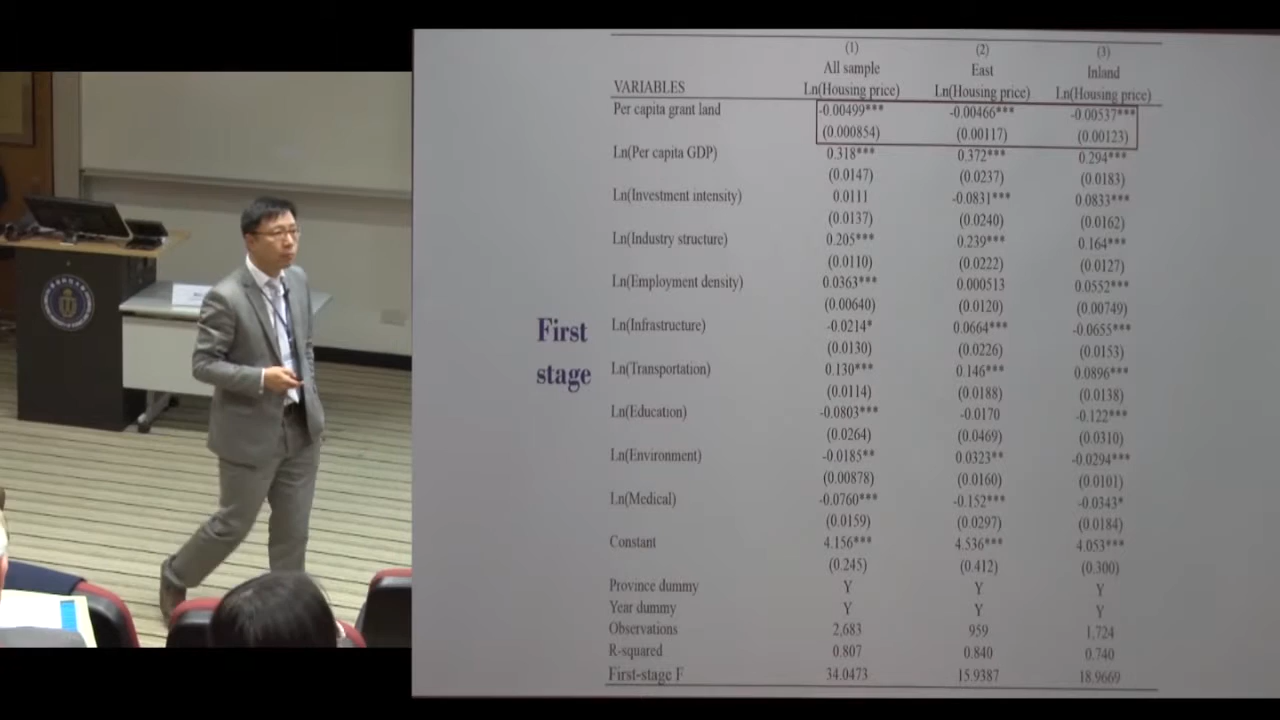 First
stage
(1) (2) (3)
All sample East Inland
VARIABLES Ln(Housing price) Ln(Housing price) Ln(Housing price)
Per capita grant land -0.00499*** -0.00466*** -0.00537***
(0.000854) (0.00117) (0.00123)
Ln(Per capita GDP) 0.318*** 0.372*** 0.294***
(0.0147) (0.0237) (0.0183)
Ln(Investment intensity) 0.0111 -0.0831*** 0.0833***
(0.0137) (0.0240) (0.0162)
Ln(Industry structure) 0.205*** 0.239*** 0.164***
(0.0110) (0.0222) (0.0127)
Ln(Employment density) 0.0363*** 0.000513 0.0552***
(0.00640) (0.0120) (0.00749)
Ln(Infrastructure) -0.0214* 0.0664*** -0.0655***
(0.0130) (0.0226) (0.0153)
Ln(Transportation) 0.130*** 0.146*** 0.0896***
(0.0114) (0.0188) (0.0138)
Ln(Education) -0.0803*** -0.0170 -0.122***
(0.0264) (0.0469) (0.0310)
Ln(Environment) -0.0185** 0.0323** -0.0294***
(0.00878) (0.0160) (0.0101)
Ln(Medical) -0.0760*** -0.152*** -0.0343*
(0.0159) (0.0297) (0.0184)
Constant 4.156*** 4.536*** 4.053***
(0.245) (0.412) (0.300)
Province dummy Y Y Y
Year dummy Y Y Y
Observations 2,683 959 1,724
R-squared 0.807 0.840 0.740
First-stage F 34.0473 15.9387 18.9669